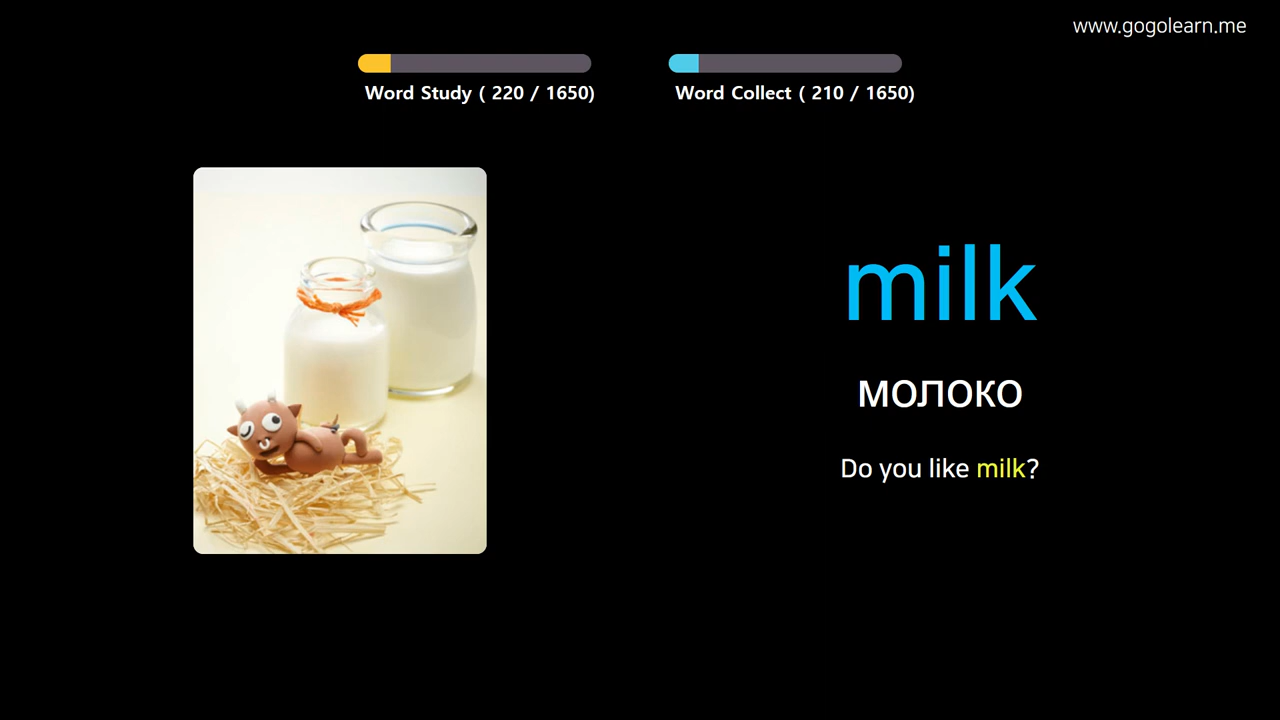 www.gogolearn.me
Word Study ( 220 / 1650)
Word Collect ( 210 / 1650)
milk
молоко
Do you like milk?